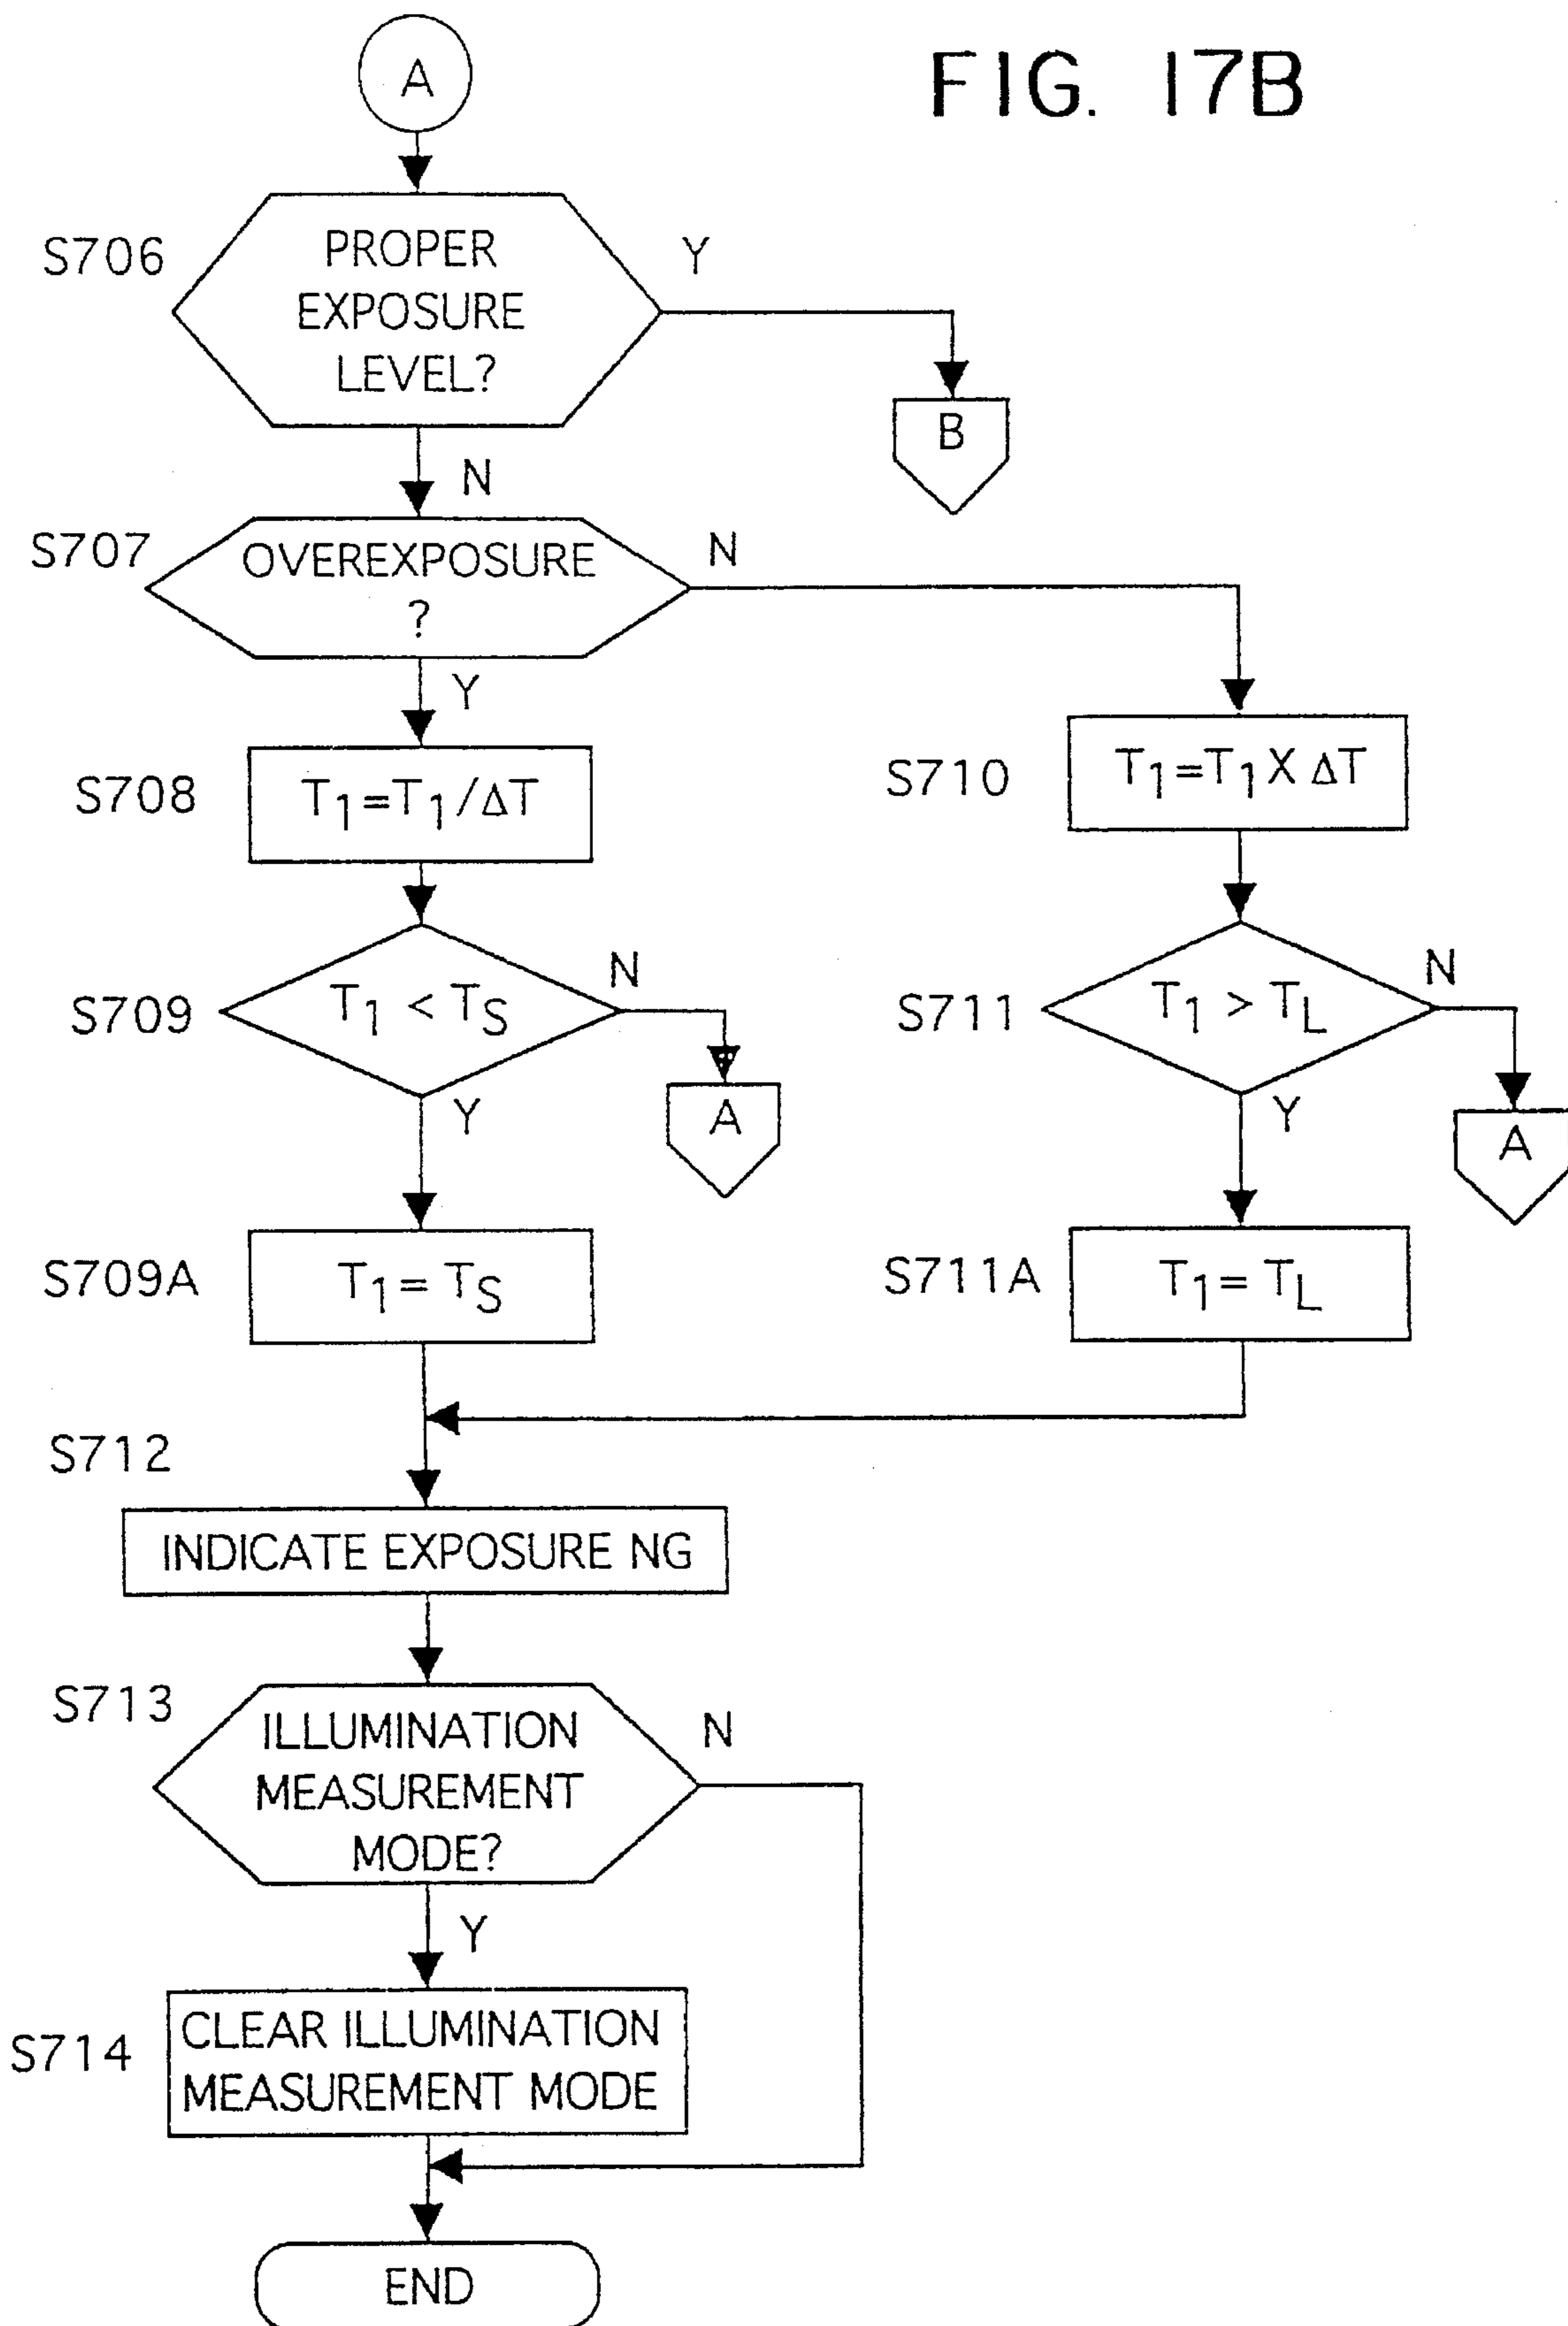 FIG. 17B
A
S706
PROPER
EXPOSURE
LEVEL?
Y
B
N
S707
OVEREXPOSURE
?
N
Y
S708
T1=T1/ΔT
S710
T1=T1 X ΔT
S709
T1 < TS
N
A
Y
S711
T1 > TL
N
A
Y
S709A
T1= TS
S711A
T1= TL
S712
INDICATE EXPOSURE NG
S713
ILLUMINATION
MEASUREMENT
MODE?
N
Y
S714
CLEAR ILLUMINATION
MEASUREMENT MODE
END